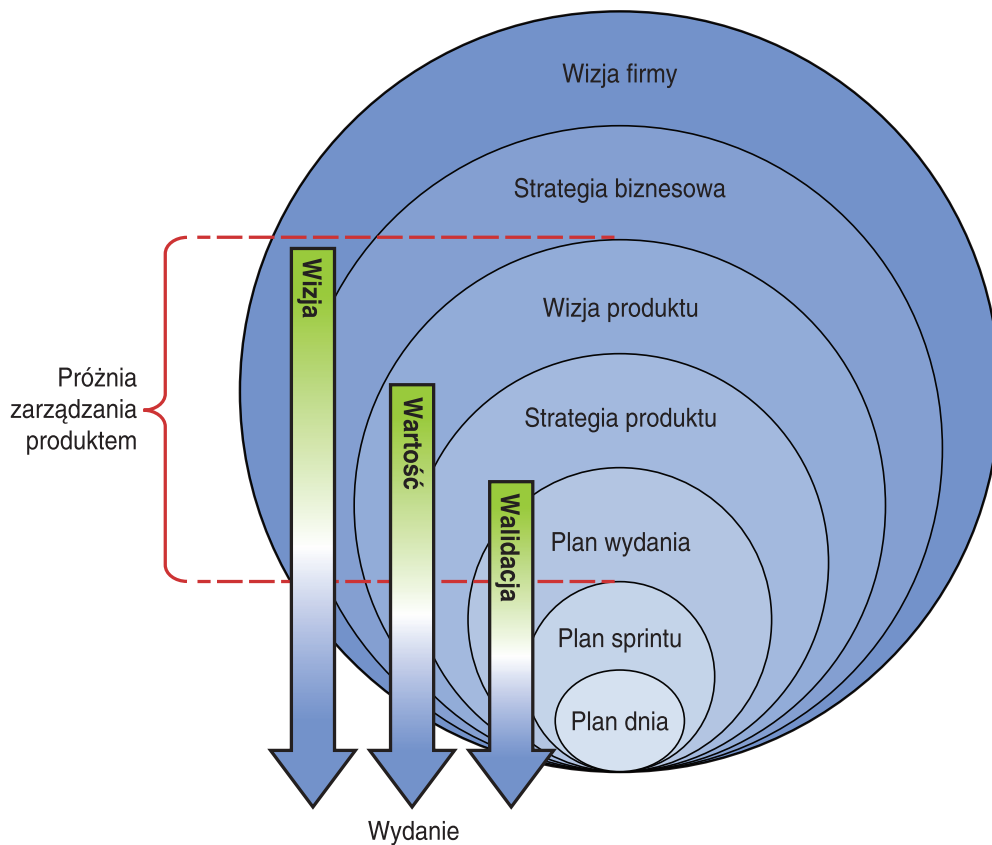 Wizja firmy
Strategia biznesowa
Wizja produktu
Strategia produktu
Plan wydania
Plan sprintu
Plan dnia
Próżnia
zarządzania
produktem
Wizja
Wartość
Walidacja
Wydanie